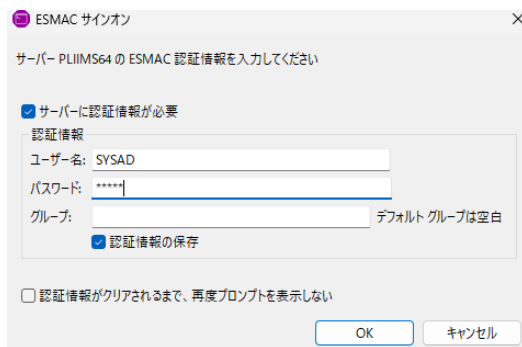 ESMAC サインオン
サーバー PLIIMS64 の ESMAC 認証情報を入力してください
サーバーに認証情報が必要
認証情報
ユーザー名: SYSAD
パスワード: *****
グループ: デフォルト グループは空白
認証情報の保存
認証情報がクリアされるまで、再度プロンプトを表示しない
OK キャンセル